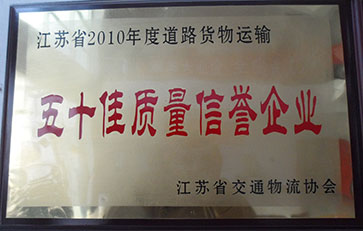 江苏省2010年度道路货物运输
五十佳质量信誉企业
江苏省交通物流协会